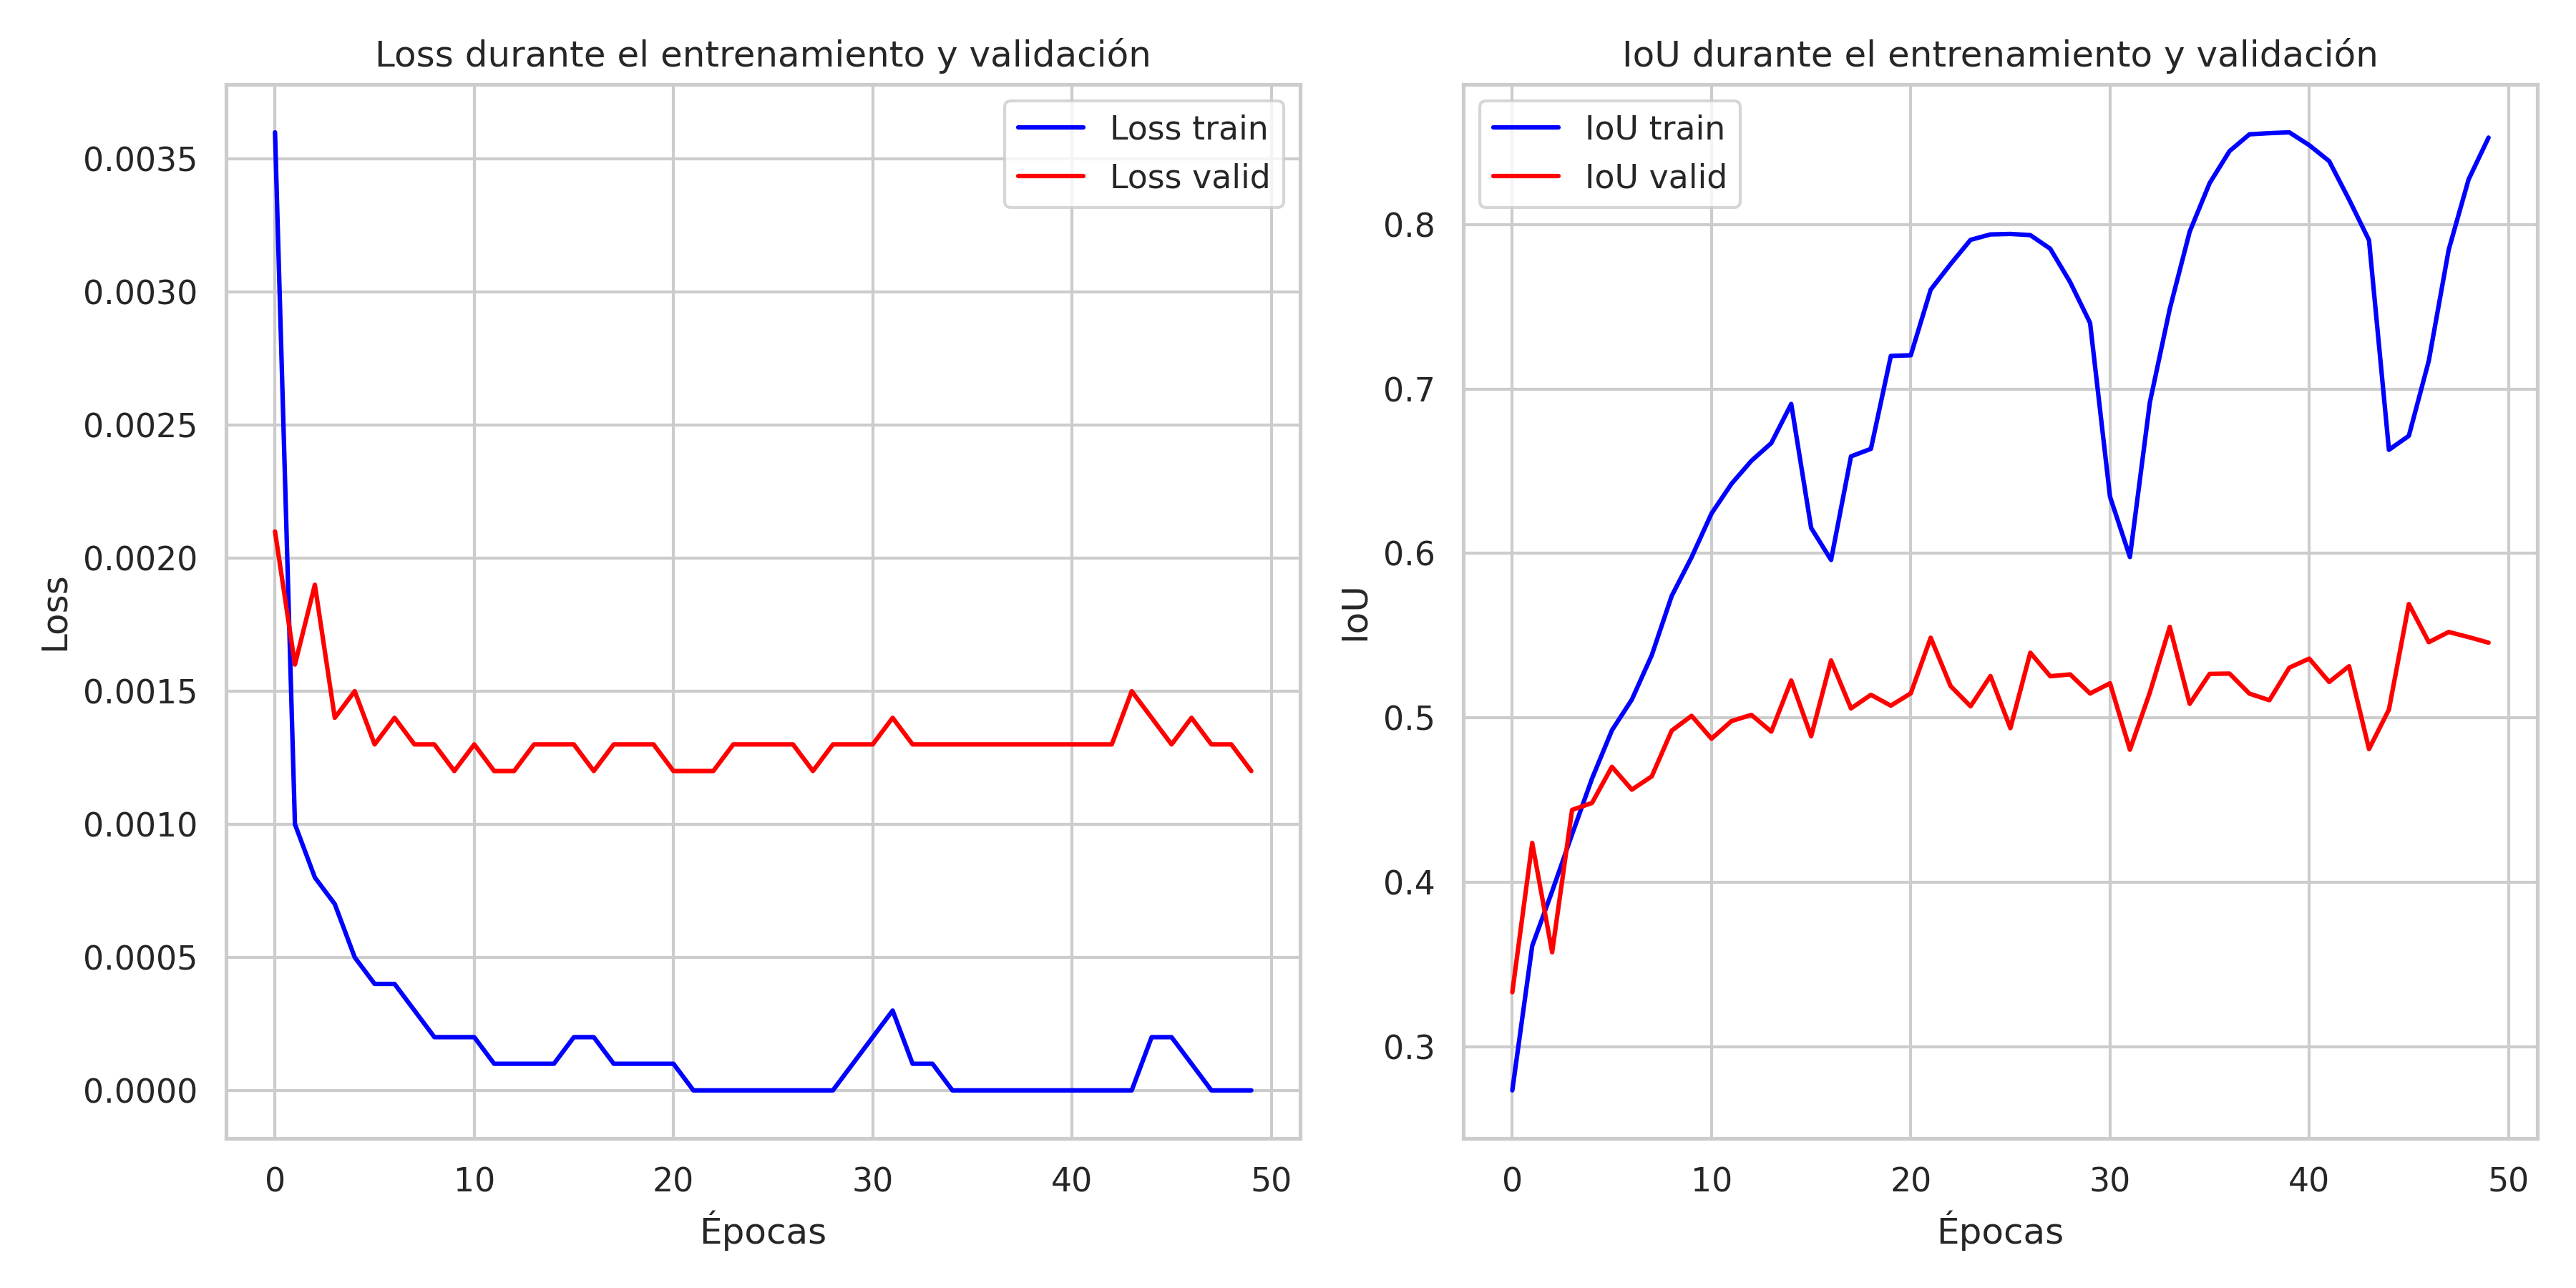 Loss durante el entrenamiento y validación
Loss train
Loss valid
0.0035
0.0030
0.0025
0.0020
0.0015
0.0010
0.0005
0.0000
Loss
0 10 20 30 40 50
Épocas
IoU durante el entrenamiento y validación
IoU train
IoU valid
0.8
0.7
0.6
0.5
0.4
0.3
IoU
0 10 20 30 40 50
Épocas